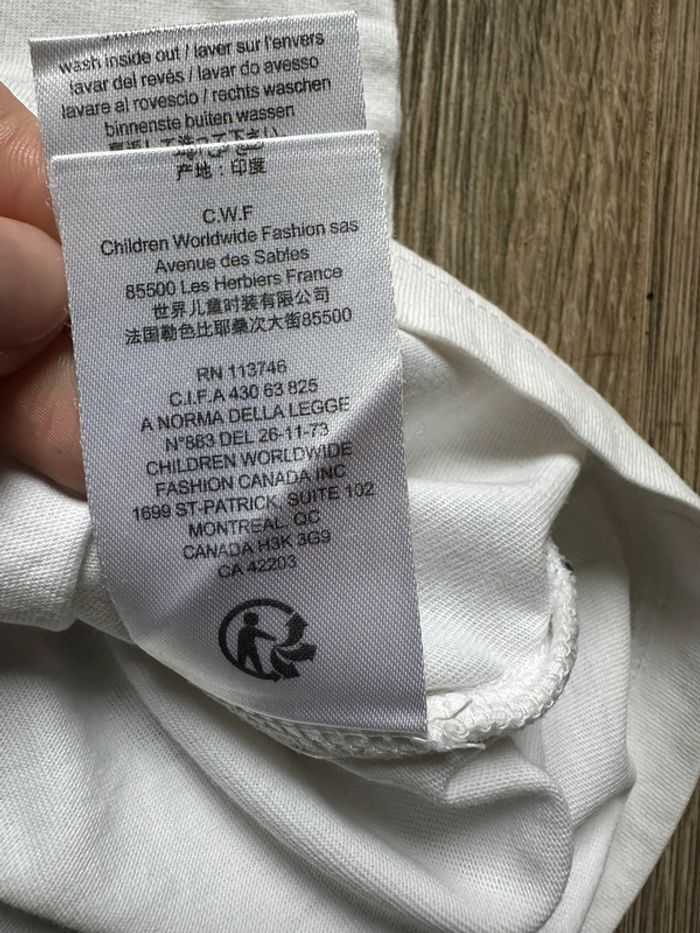 wash inside out / laver sur l'envers
lavar del revés / lavar do avesso
lavare al rovescio / rechts waschen
binnenste buiten wassen
产地：印度
C.W.F
Children Worldwide Fashion sas
Avenue des Sables
85500 Les Herbiers France
世界儿童时装有限公司
法国勒色比耶桑次大街85500
RN 113746
C.I.F.A 430 63 825
A NORMA DELLA LEGGE
N°883 DEL 26-11-73
CHILDREN WORLDWIDE
FASHION CANADA INC
1699 ST-PATRICK, SUITE 102
MONTREAL, QC
CANADA H3K 3G9
CA 42203